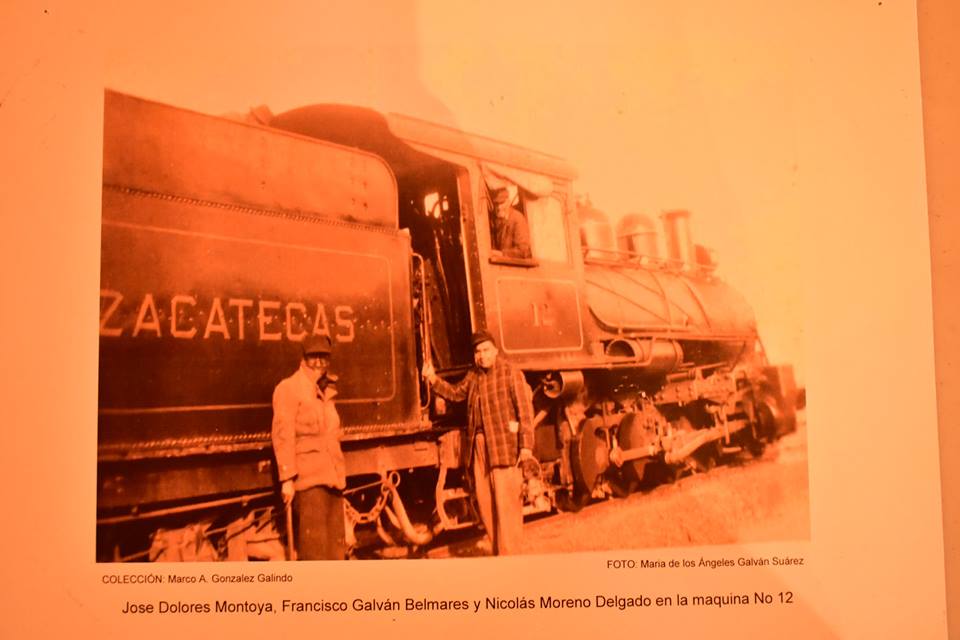 ZACATECAS
12
COLECCIÓN: Marco A. Gonzalez Galindo
FOTO: Maria de los Ángeles Galván Suárez
Jose Dolores Montoya, Francisco Galván Belmares y Nicolás Moreno Delgado en la maquina No 12